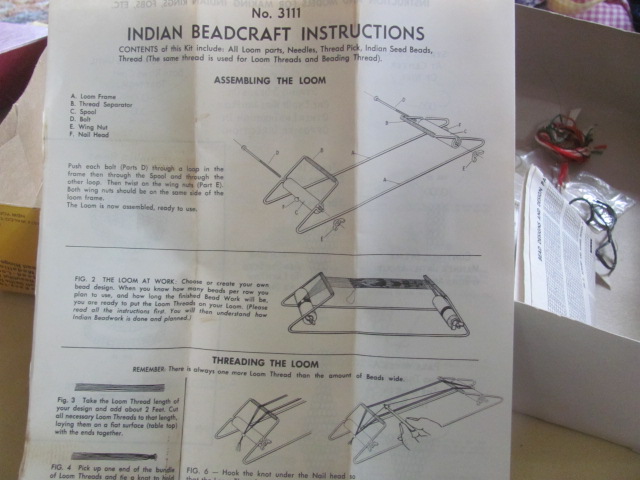 No. 3111
INDIAN BEADCRAFT INSTRUCTIONS
CONTENTS of this Kit include: All Loom parts, Needles, Thread Pick, Indian Seed Beads,
Thread (The same thread is used for Loom Threads and Beading Thread).
ASSEMBLING THE LOOM
A. Loom Frame
B. Thread Separator
C. Spool
D. Bolt
E. Wing Nut
F. Nail Head
Push each bolt (Parts D) through a loop in the
frame then through the Spool and through the
other loop. Then twist on the wing nuts (Part E).
Both wing nuts should be on the same side of the
loom frame.
The Loom is now assembled, ready to use.
FIG. 2 THE LOOM AT WORK: Choose or create your own
bead design. When you know how many beads per row you
plan to use, and how long the finished Bead Work will be,
you are ready to put the Loom Threads on your Loom. (Please
read all the instructions first. You will then understand how
Indian Beadwork is done and planned.)
THREADING THE LOOM
REMEMBER: There is always one more Loom Thread than the amount of Beads wide.
Fig. 3 Take the Loom Thread length of
your design and add about 2 Feet. Cut
all necessary Loom Threads to that length,
laying them on a flat surface (table top)
with the ends together.
FIG. 4 Pick up one end of the bundle
of Loom Threads and tie a knot to hold
FIG. 6 — Hook the knot under the Nail head so